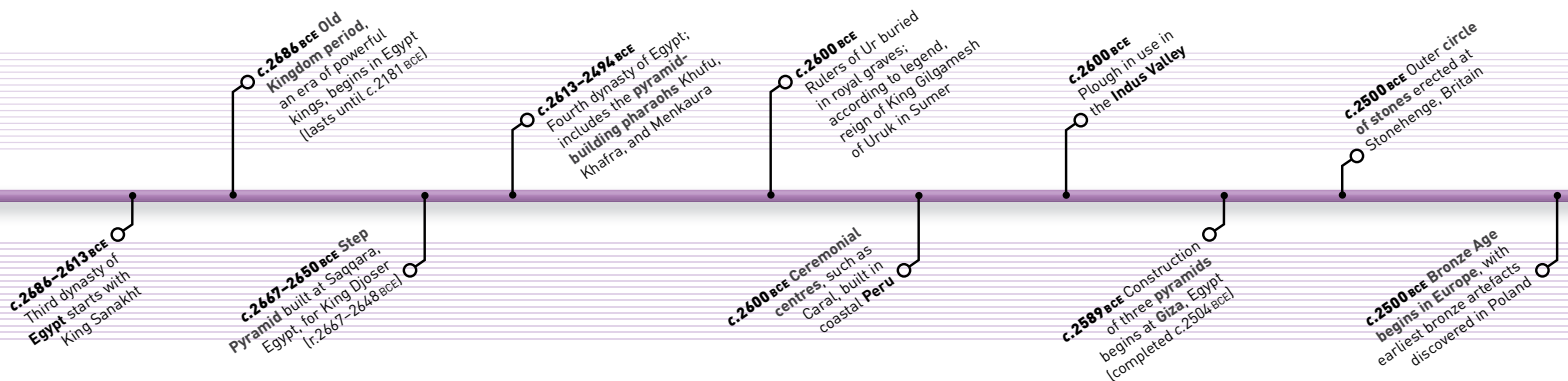 c.2686–2613 BCE
Third dynasty of
Egypt starts with
King Sanakht
c.2686 BCE Old
Kingdom period,
an era of powerful
kings, begins in Egypt
(lasts until c.2181 BCE)
c.2667–2650 BCE Step
Pyramid built at Saqqara,
Egypt, for King Djoser
(r.2667–2648 BCE)
c.2613–2494 BCE
Fourth dynasty of Egypt;
includes the pyramid-
building pharaohs Khufu,
Khafra, and Menkaura
c.2600 BCE
Rulers of Ur buried
in royal graves;
according to legend,
reign of King Gilgamesh
of Uruk in Sumer
c.2600 BCE Ceremonial
centres, such as
Caral, built in
coastal Peru
c.2600 BCE
Plough in use in
the Indus Valley
c.2589 BCE Construction
of three pyramids
begins at Giza, Egypt
(completed c.2504 BCE)
c.2500 BCE Outer circle
of stones erected at
Stonehenge, Britain
c.2500 BCE Bronze Age
begins in Europe, with
earliest bronze artefacts
discovered in Poland